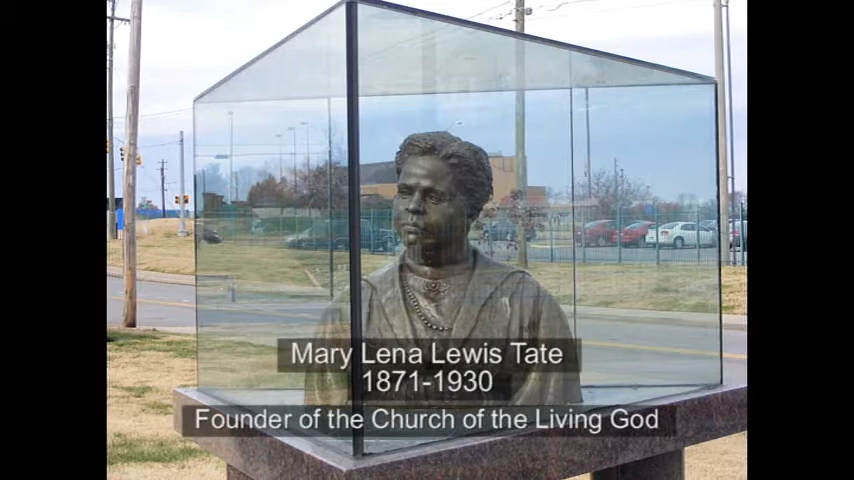 Mary Lena Lewis Tate
1871-1930
Founder of the Church of the Living God